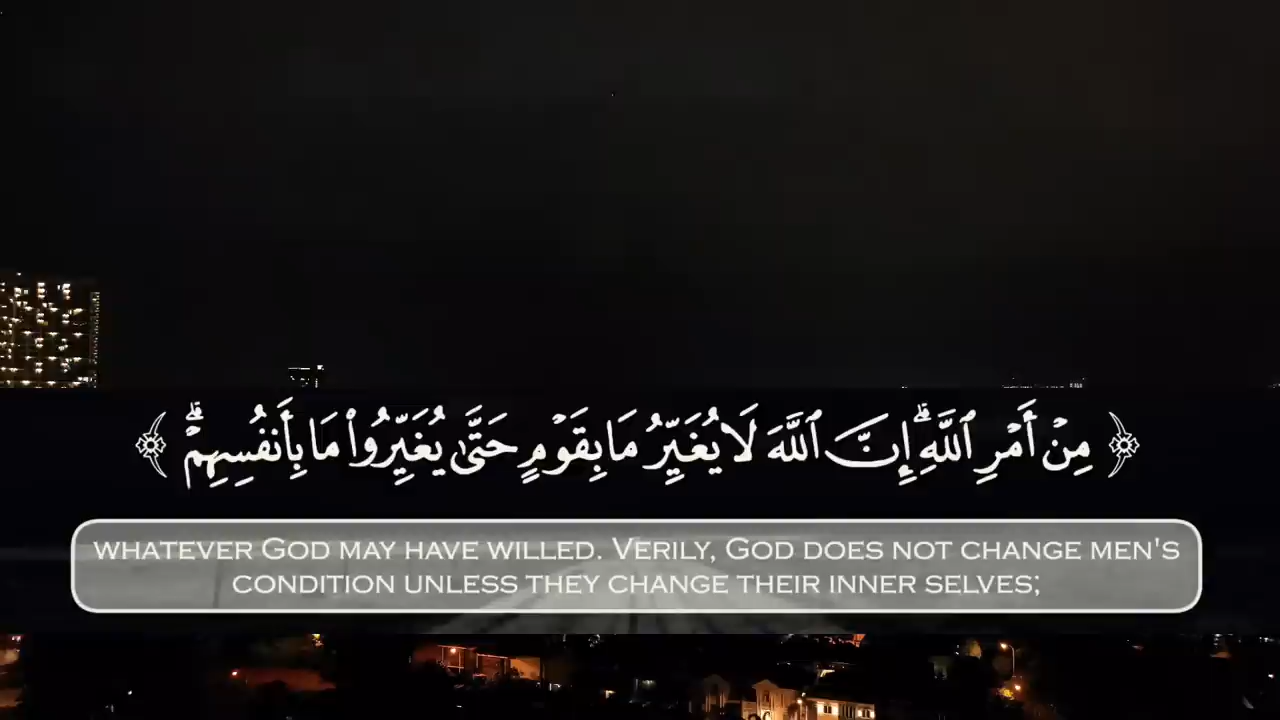 ﴿ مِنْ أَمْرِ ٱللَّهِ ۗ إِنَّ ٱللَّهَ لَا يُغَيِّرُ مَا بِقَوْمٍ حَتَّىٰ يُغَيِّرُوا۟ مَا بِأَنفُسِهِمْ ۗ ﴾
WHATEVER GOD MAY HAVE WILLED. VERILY, GOD DOES NOT CHANGE MEN'S
CONDITION UNLESS THEY CHANGE THEIR INNER SELVES;